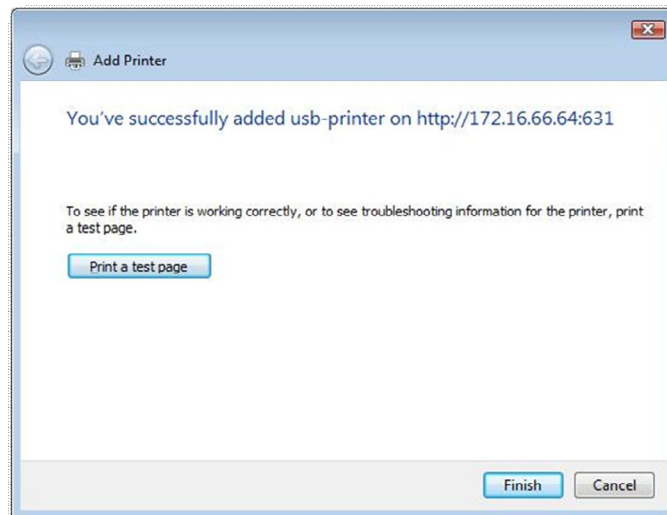 Add Printer
You've successfully added usb-printer on http://172.16.66.64:631
To see if the printer is working correctly, or to see troubleshooting information for the printer, print
a test page.
Print a test page
Finish
Cancel